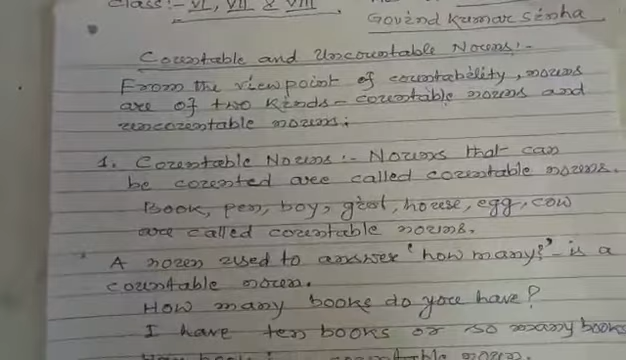 Class:- VI, VII & VIII
Govind Kumar Sinha
Countable and Uncountable Nouns:-
From the viewpoint of countability, nouns
are of two kinds - countable nouns and
uncountable nouns.
1. Countable Nouns:- Nouns that can
be counted are called countable nouns.
Book, pen, boy, girl, house, egg, cow
are called countable nouns.
A noun used to answer 'how many?' - is a
countable noun.
How many books do you have?
I have ten books or so many books
countable noun.